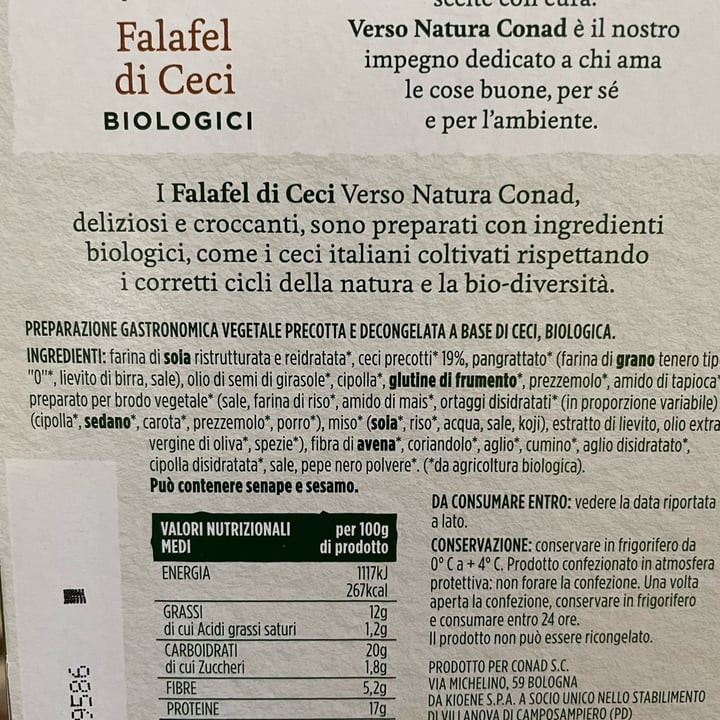 Falafel
di Ceci
BIOLOGICI
scelte con cura.
Verso Natura Conad è il nostro
impegno dedicato a chi ama
le cose buone, per sé
e per l'ambiente.
I Falafel di Ceci Verso Natura Conad,
deliziosi e croccanti, sono preparati con ingredienti
biologici, come i ceci italiani coltivati rispettando
i corretti cicli della natura e la bio-diversità.
PREPARAZIONE GASTRONOMICA VEGETALE PRECOTTA E DECONGELATA A BASE DI CECI, BIOLOGICA.
INGREDIENTI: farina di soia ristrutturata e reidratata*, ceci precotti* 19%, pangrattato* (farina di grano tenero tip
"0"*, lievito di birra, sale), olio di semi di girasole*, cipolla*, glutine di frumento*, prezzemolo*, amido di tapioca*
preparato per brodo vegetale* (sale, farina di riso*, amido di mais*, ortaggi disidratati* (in proporzione variabile)
(cipolla*, sedano*, carota*, prezzemolo*, porro*), miso* (soia*, riso*, acqua, sale, koji), estratto di lievito, olio extra
vergine di oliva*, spezie*), fibra di avena*, coriandolo*, aglio*, cumino*, aglio disidratato*,
cipolla disidratata*, sale, pepe nero polvere*. (*da agricoltura biologica).
Può contenere senape e sesamo.
VALORI NUTRIZIONALI per 100g
MEDI di prodotto
ENERGIA 1117kJ
267kcal
GRASSI 12g
di cui Acidi grassi saturi 1,2g
CARBOIDRATI 20g
di cui Zuccheri 1,8g
FIBRE 5,2g
PROTEINE 17g
DA CONSUMARE ENTRO: vedere la data riportata
a lato.
CONSERVAZIONE: conservare in frigorifero da
0° C a + 4° C. Prodotto confezionato in atmosfera
protettiva: non forare la confezione. Una volta
aperta la confezione, conservare in frigorifero
e consumare entro 24 ore.
Il prodotto non può essere ricongelato.
PRODOTTO PER CONAD S.C.
VIA MICHELINO, 59 BOLOGNA
DA KIOENE S.P.A. A SOCIO UNICO NELLO STABILIMENTO
DI VILLANOVA DI CAMPOSAMPIERO (PD)
9586